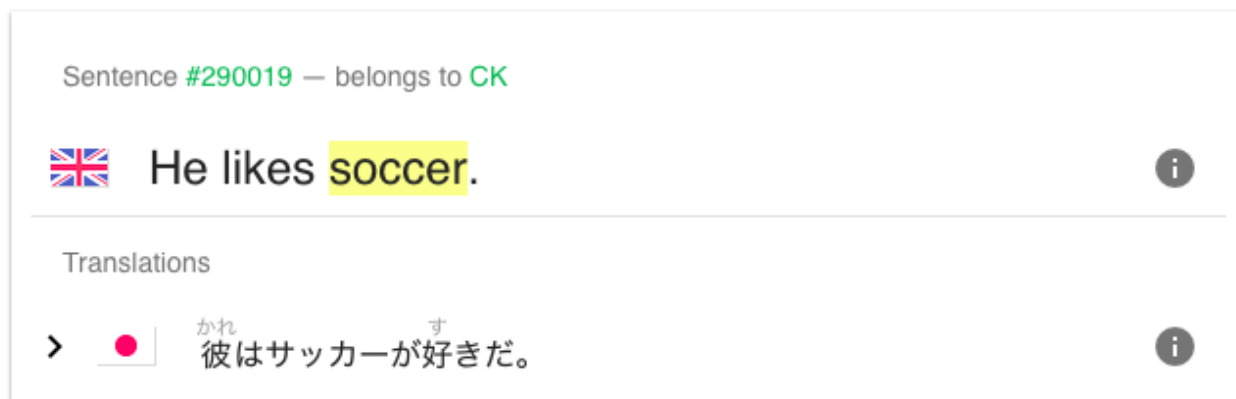 Sentence #290019 — belongs to CK
He likes soccer.
Translations
かれ す
彼はサッカーが好きだ。